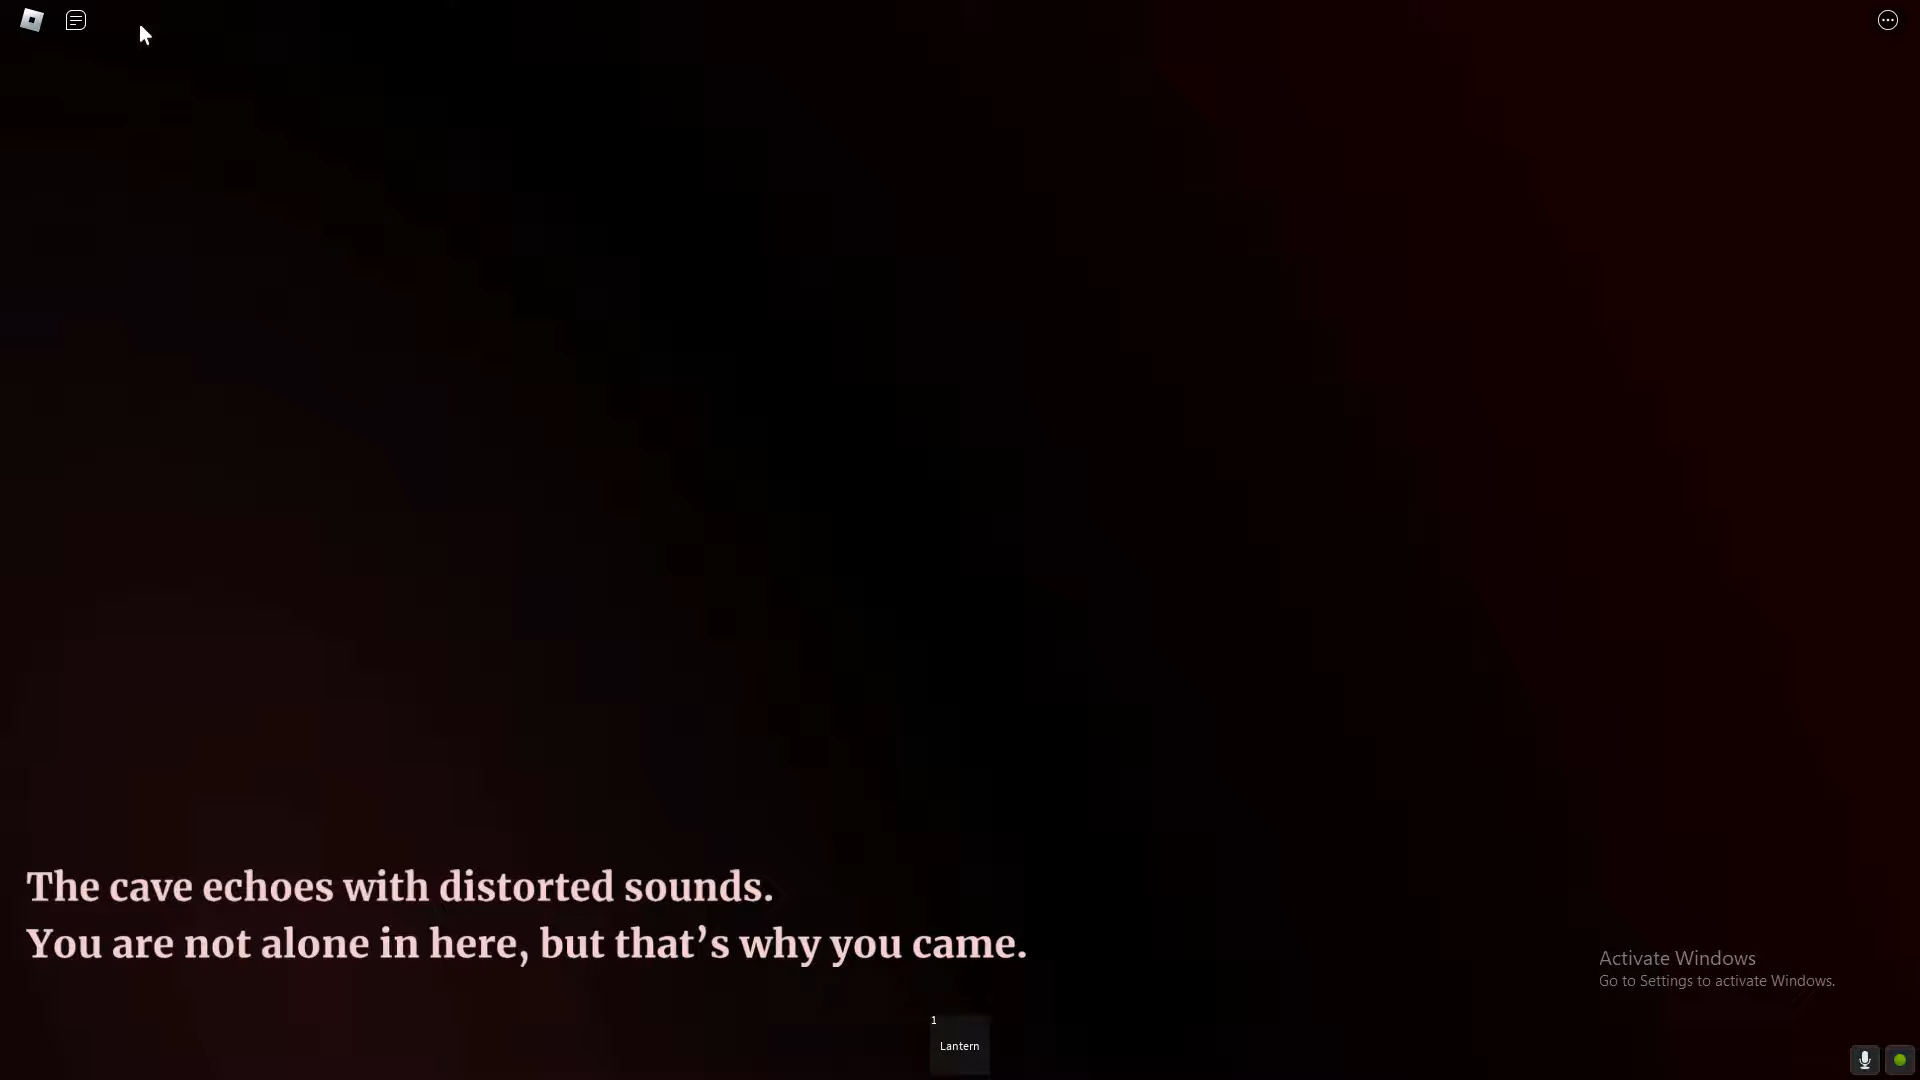 The cave echoes with distorted sounds.
You are not alone in here, but that’s why you came.
Activate Windows
Go to Settings to activate Windows.
1
Lantern